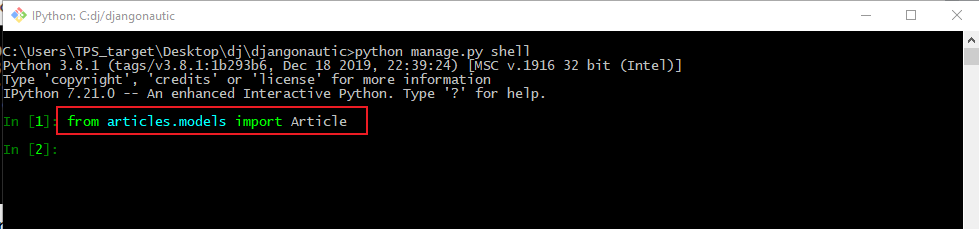 IPython: C:dj/djangonautic
C:\Users\TPS_target\Desktop\dj\djangonautic>python manage.py shell
Python 3.8.1 (tags/v3.8.1:1b293b6, Dec 18 2019, 22:39:24) [MSC v.1916 32 bit (Intel)]
Type 'copyright', 'credits' or 'license' for more information
IPython 7.21.0 -- An enhanced Interactive Python. Type '?' for help.
In [1]: from articles.models import Article
In [2]: